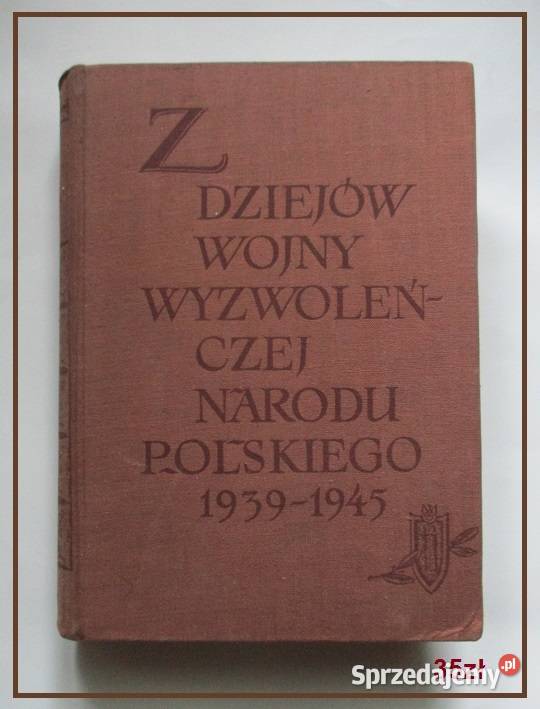 Z
DZIEJÓW
WOJNY
WYZWOLEŃ-
CZEJ
NARODU
POLSKIEGO
1939-1945
35zł
Sprzedajemy.pl